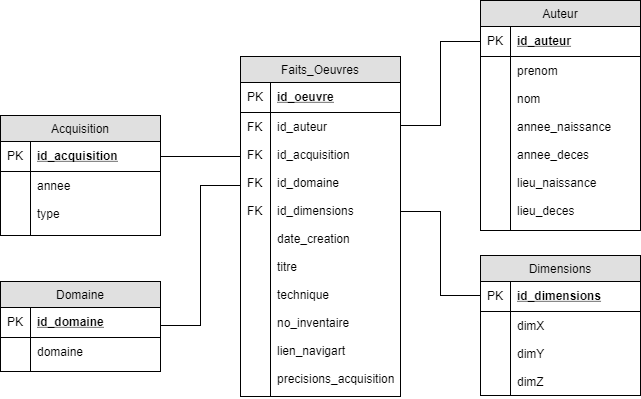 Auteur
PK id_auteur
prenom
nom
annee_naissance
annee_deces
lieu_naissance
lieu_deces
Faits_Oeuvres
PK id_oeuvre
FK id_auteur
FK id_acquisition
FK id_domaine
FK id_dimensions
date_creation
titre
technique
no_inventaire
lien_navigart
precisions_acquisition
Acquisition
PK id_acquisition
annee
type
Domaine
PK id_domaine
domaine
Dimensions
PK id_dimensions
dimX
dimY
dimZ